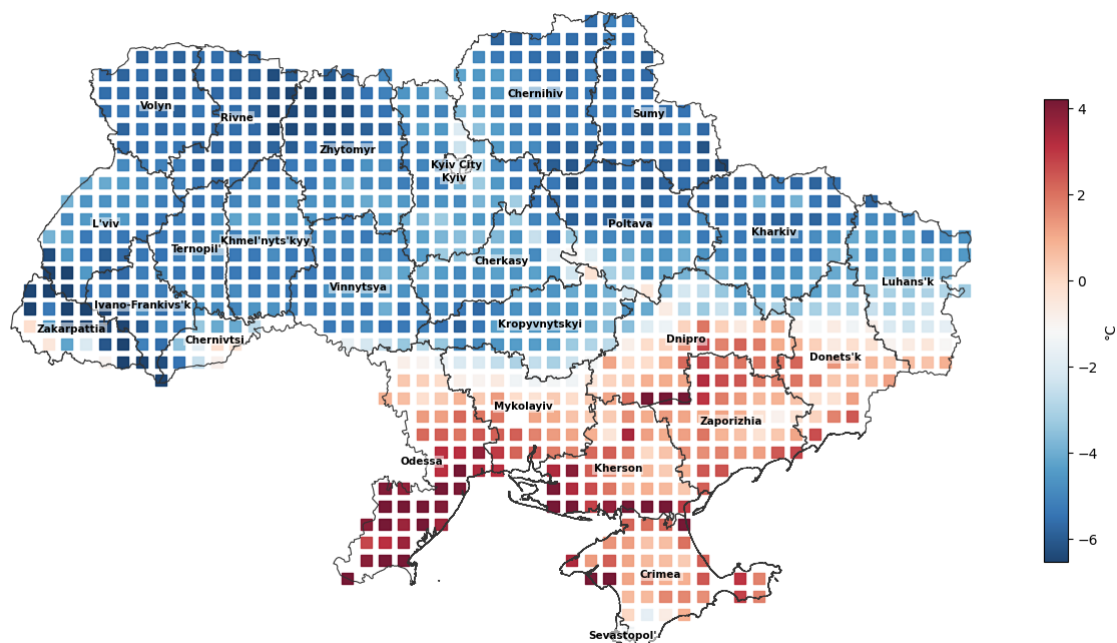 Chernihiv
Volyn
Rivne
Sumy
Zhytomyr
Kyiv City
Kyiv
L'viv
Poltava
Kharkiv
Ternopil'
Khmel'nyts'kyy
Cherkasy
Luhans'k
Vinnytsya
Ivano-Frankivs'k
Kropyvnytskyi
Zakarpattia
Chernivtsi
Dnipro
Donets'k
Mykolayiv
Zaporizhia
Odessa
Kherson
Crimea
Sevastopol'
4
2
0
−2
−4
−6
°C